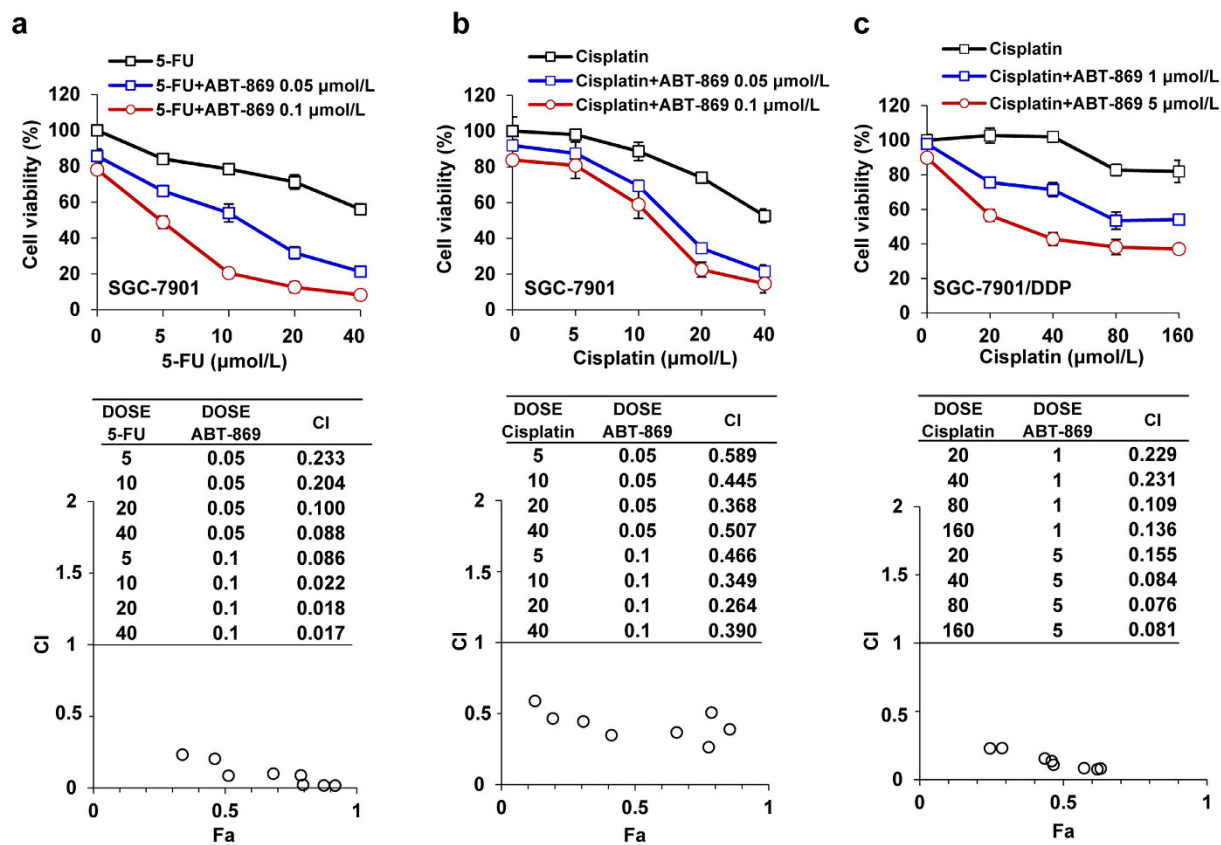 a
5-FU
5-FU+ABT-869 0.05 µmol/L
5-FU+ABT-869 0.1 µmol/L
Cell viability (%)
120
100
80
60
40
20
0
SGC-7901
0 5 10 20 40
5-FU (µmol/L)
DOSE DOSE CI
5-FU ABT-869
5 0.05 0.233
10 0.05 0.204
20 0.05 0.100
40 0.05 0.088
5 0.1 0.086
10 0.1 0.022
20 0.1 0.018
40 0.1 0.017
CI
2
1.5
1
0.5
0
0 0.5 1
Fa
b
Cisplatin
Cisplatin+ABT-869 0.05 µmol/L
Cisplatin+ABT-869 0.1 µmol/L
Cell viability (%)
120
100
80
60
40
20
0
SGC-7901
0 5 10 20 40
Cisplatin (µmol/L)
DOSE DOSE CI
Cisplatin ABT-869
5 0.05 0.589
10 0.05 0.445
20 0.05 0.368
40 0.05 0.507
5 0.1 0.466
10 0.1 0.349
20 0.1 0.264
40 0.1 0.390
CI
2
1.5
1
0.5
0
0 0.5 1
Fa
c
Cisplatin
Cisplatin+ABT-869 1 µmol/L
Cisplatin+ABT-869 5 µmol/L
Cell viability (%)
120
100
80
60
40
20
0
SGC-7901/DDP
0 20 40 80 160
Cisplatin (µmol/L)
DOSE DOSE CI
Cisplatin ABT-869
20 1 0.229
40 1 0.231
80 1 0.109
160 1 0.136
20 5 0.155
40 5 0.084
80 5 0.076
160 5 0.081
CI
2
1.5
1
0.5
0
0 0.5 1
Fa